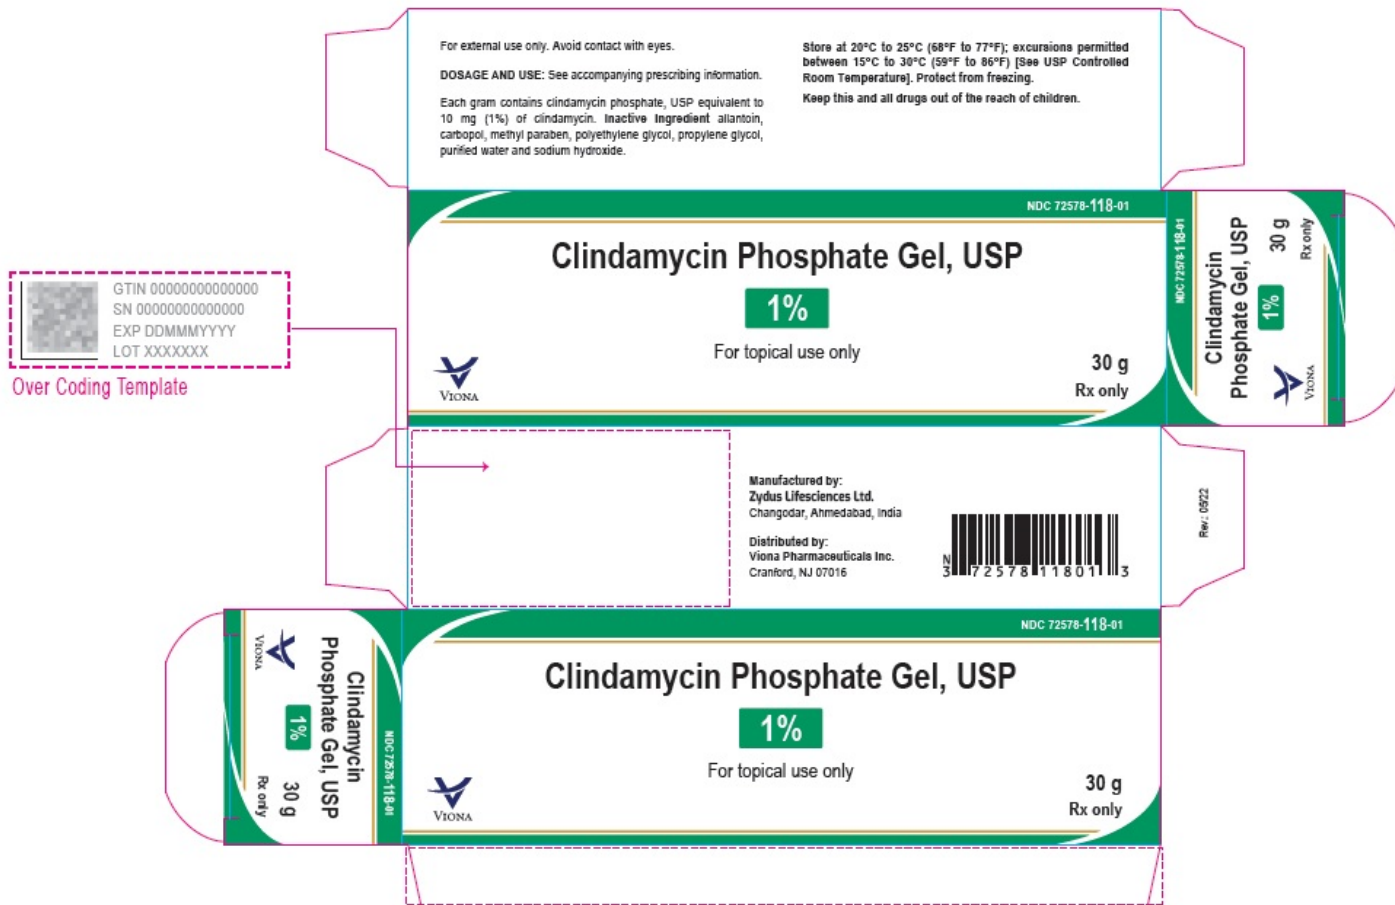 For external use only. Avoid contact with eyes.
DOSAGE AND USE: See accompanying prescribing information.
Each gram contains clindamycin phosphate, USP equivalent to
10 mg (1%) of clindamycin. Inactive Ingredient allantoin,
carbopol, methyl paraben, polyethylene glycol, propylene glycol,
purified water and sodium hydroxide.
Store at 20°C to 25°C (68°F to 77°F); excursions permitted
between 15°C to 30°C (59°F to 86°F) [See USP Controlled
Room Temperature]. Protect from freezing.
Keep this and all drugs out of the reach of children.
NDC 72578-118-01
Clindamycin Phosphate Gel, USP
1%
For topical use only
30 g
Rx only
VIONA
NDC 72578-118-01
Clindamycin
Phosphate Gel, USP
1%
30 g
Rx only
VIONA
GTIN 00000000000000
SN 00000000000000
EXP DDMMMYYYY
LOT XXXXXXX
Over Coding Template
Manufactured by:
Zydus Lifesciences Ltd.
Changodar, Ahmedabad, India
Distributed by:
Viona Pharmaceuticals Inc.
Cranford, NJ 07016
N
3 72578 11801 3
Rev.: 05/22
NDC 72578-118-01
Clindamycin Phosphate Gel, USP
1%
For topical use only
30 g
Rx only
VIONA
NDC 72578-118-01
Clindamycin
Phosphate Gel, USP
1%
30 g
Rx only
VIONA